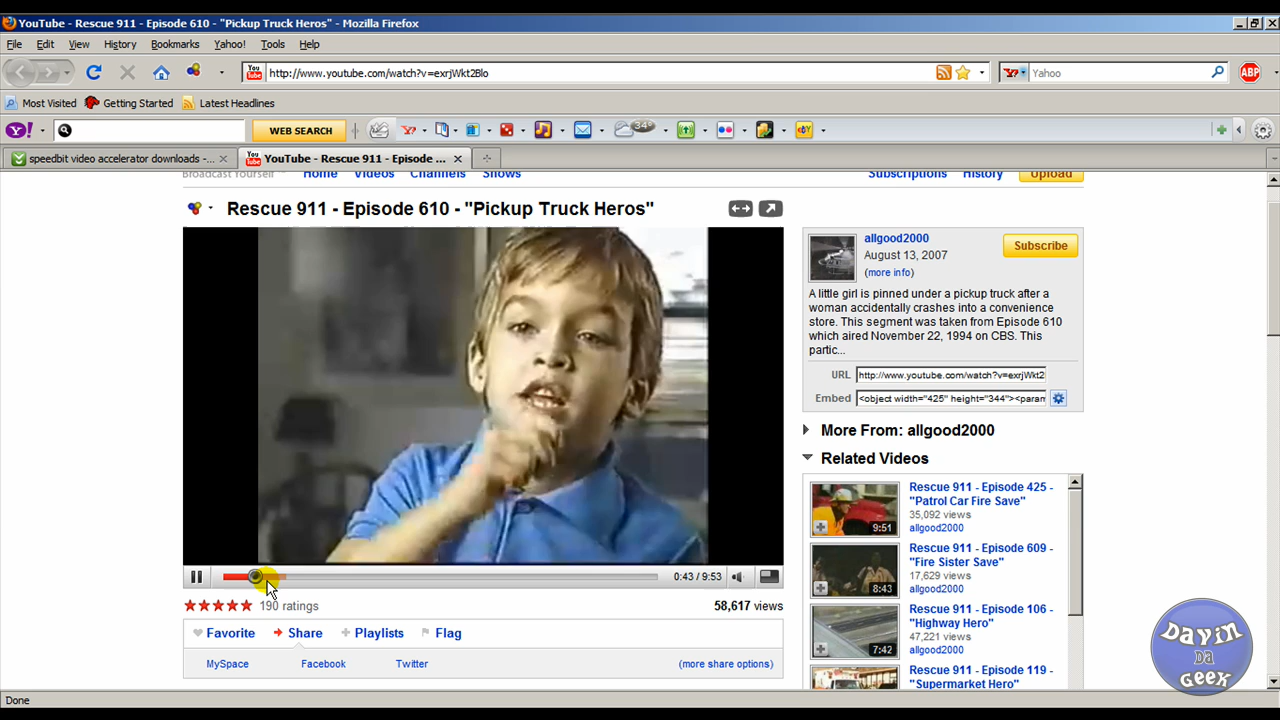 YouTube - Rescue 911 - Episode 610 - "Pickup Truck Heros" - Mozilla Firefox
File Edit View History Bookmarks Yahoo! Tools Help
You Tube http://www.youtube.com/watch?v=exrjWkt2Blo Yahoo ABP
Most Visited Getting Started Latest Headlines
Y! WEB SEARCH 34°
speedbit video accelerator downloads -... YouTube - Rescue 911 - Episode ...
Broadcast Yourself Home Videos Channels Shows Subscriptions History Upload
Rescue 911 - Episode 610 - "Pickup Truck Heros"
allgood2000
August 13, 2007
(more info)
Subscribe
A little girl is pinned under a pickup truck after a
woman accidentally crashes into a convenience
store. This segment was taken from Episode 610
which aired November 22, 1994 on CBS. This
partic...
URL http://www.youtube.com/watch?v=exrjWkt2
Embed <object width="425" height="344"><param
More From: allgood2000
Related Videos
Rescue 911 - Episode 425 -
"Patrol Car Fire Save"
35,092 views
allgood2000
9:51
Rescue 911 - Episode 609 -
"Fire Sister Save"
17,629 views
allgood2000
8:43
Rescue 911 - Episode 106 -
"Highway Hero"
47,221 views
allgood2000
7:42
Rescue 911 - Episode 119 -
"Supermarket Hero"
0:43 / 9:53
190 ratings 58,617 views
Favorite Share Playlists Flag
MySpace Facebook Twitter (more share options)
Done
Dayin
Da
Geek